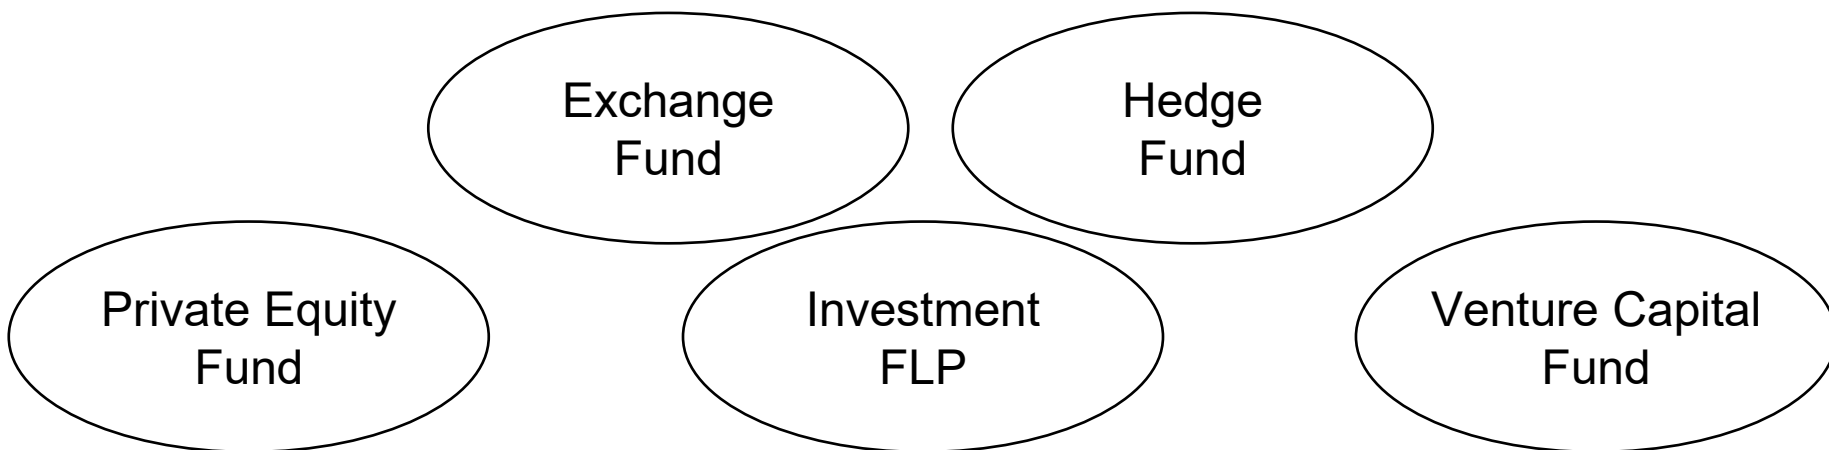 Exchange
Fund
Hedge
Fund
Private Equity
Fund
Investment
FLP
Venture Capital
Fund